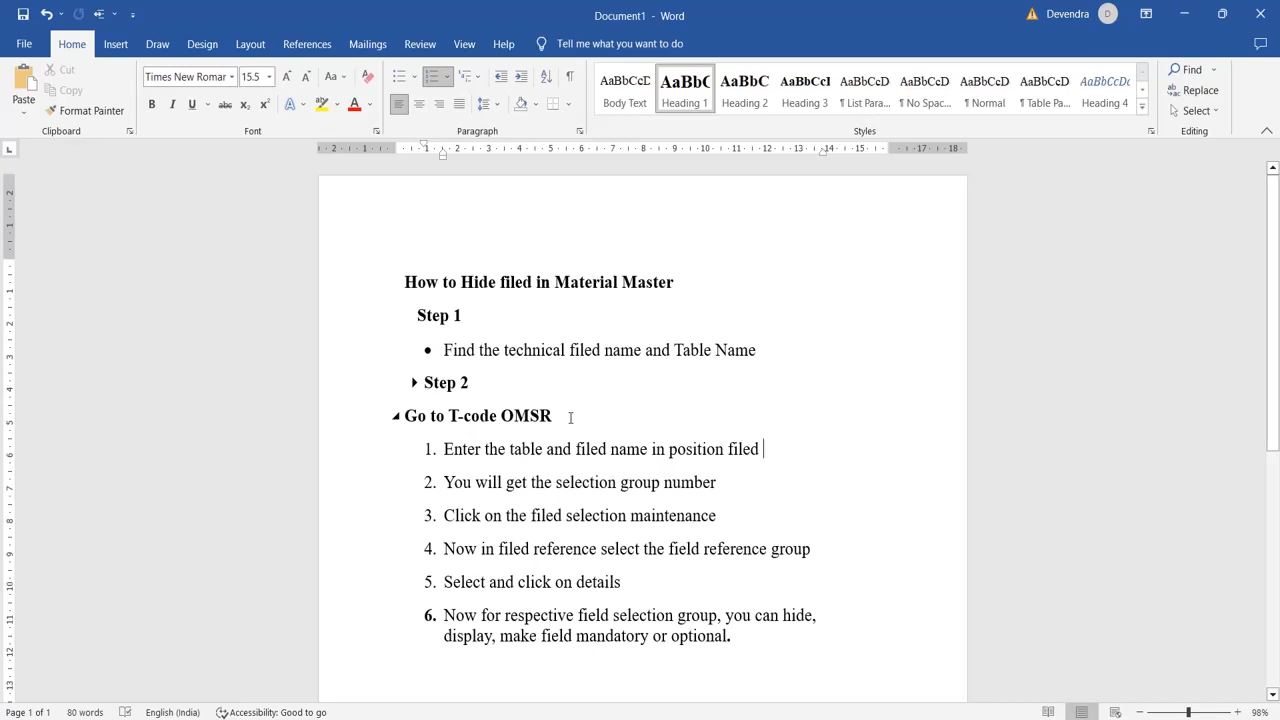 Document1 - Word
Devendra D
File Home Insert Draw Design Layout References Mailings Review View Help Tell me what you want to do
Paste
Cut
Copy
Format Painter
Clipboard
Times New Romar 15.5
Font
Paragraph
AaBbCcD AaBbC AaBbC AaBbCcI AaBbCcD AaBbCcD AaBbCcD AaBbCcD AaBbCcDc
Body Text Heading 1 Heading 2 Heading 3 ¶ List Para... ¶ No Spac... ¶ Normal ¶ Table Pa... Heading 4
Styles
Find
Replace
Select
Editing
How to Hide filed in Material Master
Step 1
• Find the technical filed name and Table Name
Step 2
Go to T-code OMSR
1. Enter the table and filed name in position filed
2. You will get the selection group number
3. Click on the filed selection maintenance
4. Now in filed reference select the field reference group
5. Select and click on details
6. Now for respective field selection group, you can hide,
display, make field mandatory or optional.
Page 1 of 1 80 words English (India) Accessibility: Good to go 98%